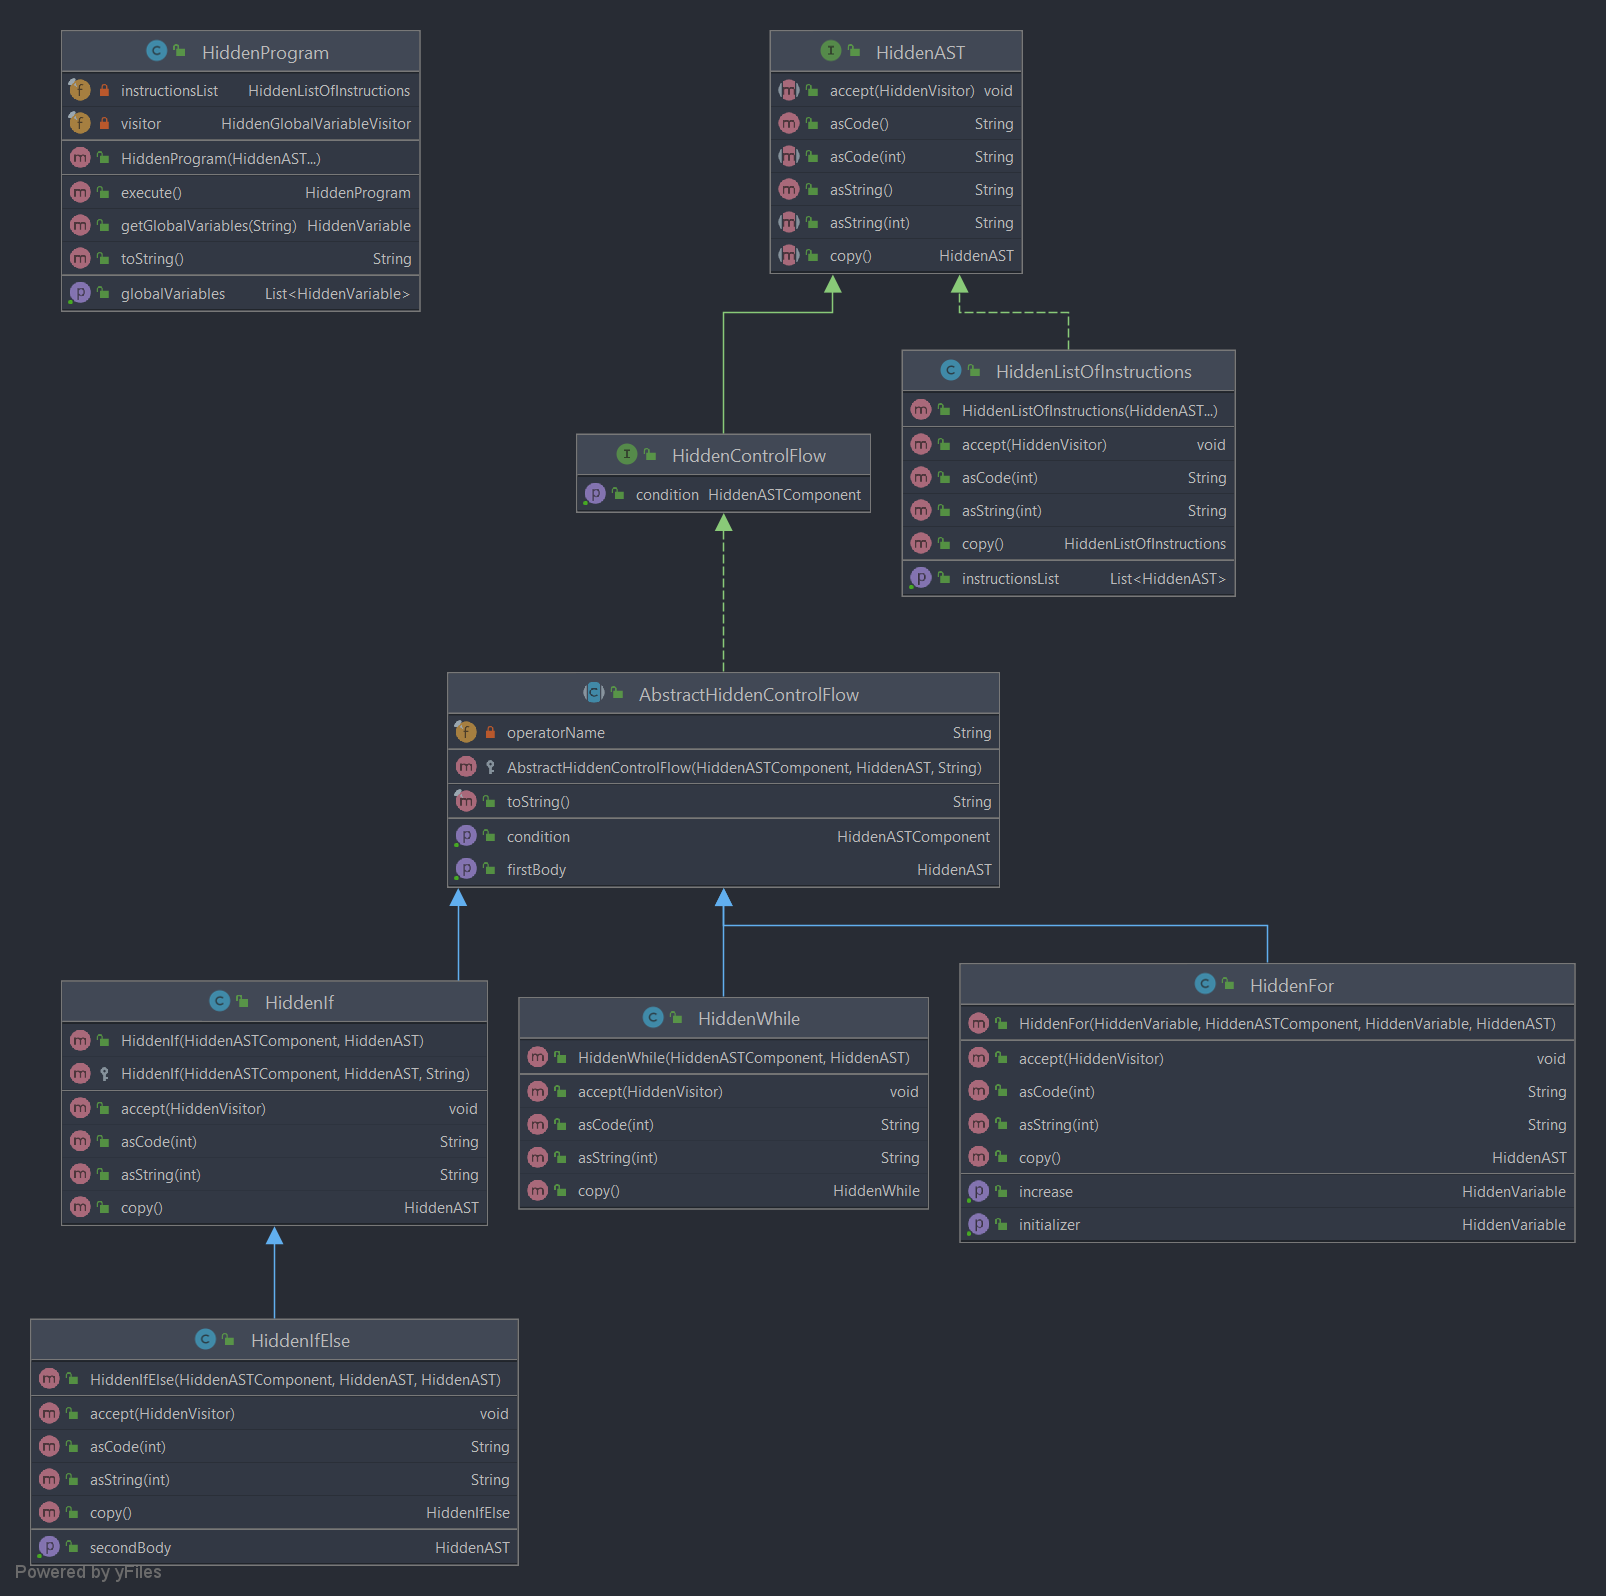 HiddenProgram
instructionsList HiddenListOfInstructions
visitor HiddenGlobalVariableVisitor
HiddenProgram(HiddenAST...)
execute() HiddenProgram
getGlobalVariables(String) HiddenVariable
toString() String
globalVariables List<HiddenVariable>
HiddenAST
accept(HiddenVisitor) void
asCode() String
asCode(int) String
asString() String
asString(int) String
copy() HiddenAST
HiddenListOfInstructions
HiddenListOfInstructions(HiddenAST...)
accept(HiddenVisitor) void
asCode(int) String
asString(int) String
copy() HiddenListOfInstructions
instructionsList List<HiddenAST>
HiddenControlFlow
condition HiddenASTComponent
AbstractHiddenControlFlow
operatorName String
AbstractHiddenControlFlow(HiddenASTComponent, HiddenAST, String)
toString() String
condition HiddenASTComponent
firstBody HiddenAST
HiddenIf
HiddenIf(HiddenASTComponent, HiddenAST)
HiddenIf(HiddenASTComponent, HiddenAST, String)
accept(HiddenVisitor) void
asCode(int) String
asString(int) String
copy() HiddenAST
HiddenWhile
HiddenWhile(HiddenASTComponent, HiddenAST)
accept(HiddenVisitor) void
asCode(int) String
asString(int) String
copy() HiddenWhile
HiddenFor
HiddenFor(HiddenVariable, HiddenASTComponent, HiddenVariable, HiddenAST)
accept(HiddenVisitor) void
asCode(int) String
asString(int) String
copy() HiddenAST
increase HiddenVariable
initializer HiddenVariable
HiddenIfElse
HiddenIfElse(HiddenASTComponent, HiddenAST, HiddenAST)
accept(HiddenVisitor) void
asCode(int) String
asString(int) String
copy() HiddenIfElse
secondBody HiddenAST
Powered by yFiles